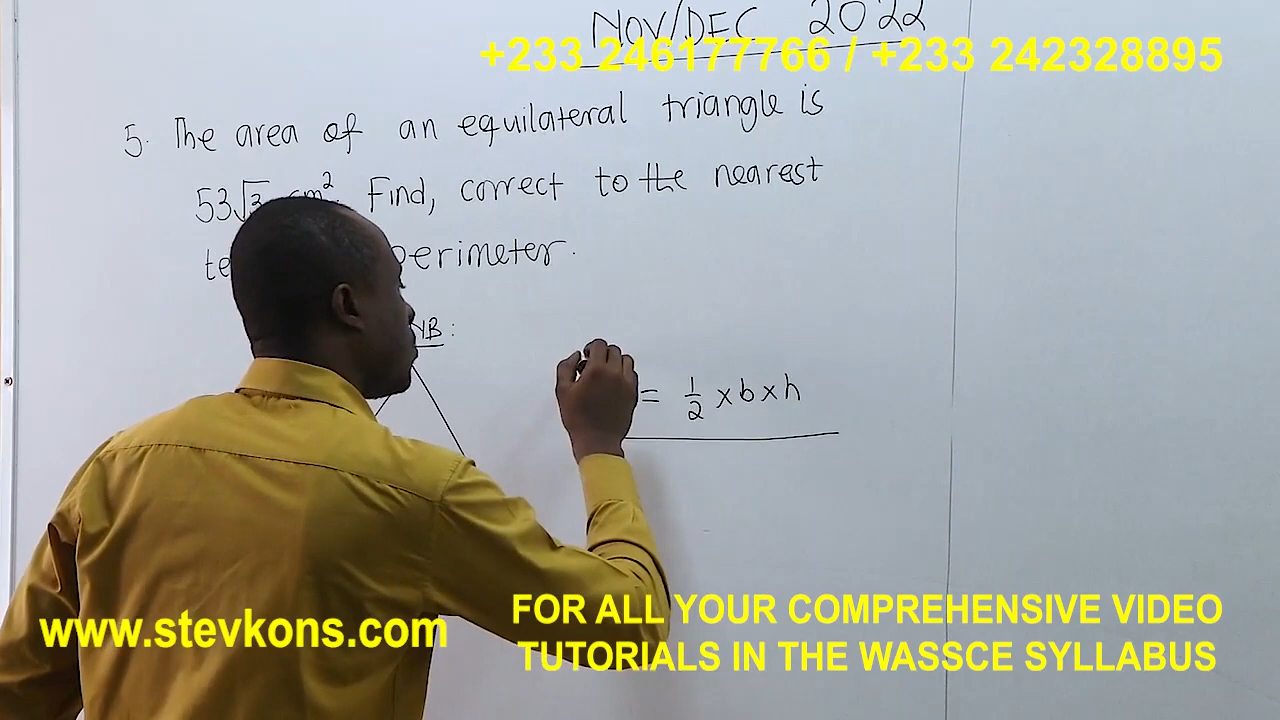 NOV/DEC 2022
+233 246177766 / +233 242328895
5. The area of an equilateral triangle is
53√3 cm². Find, correct to the nearest
perimeter.
= 1/2 × b × h
www.stevkons.com
FOR ALL YOUR COMPREHENSIVE VIDEO
TUTORIALS IN THE WASSCE SYLLABUS